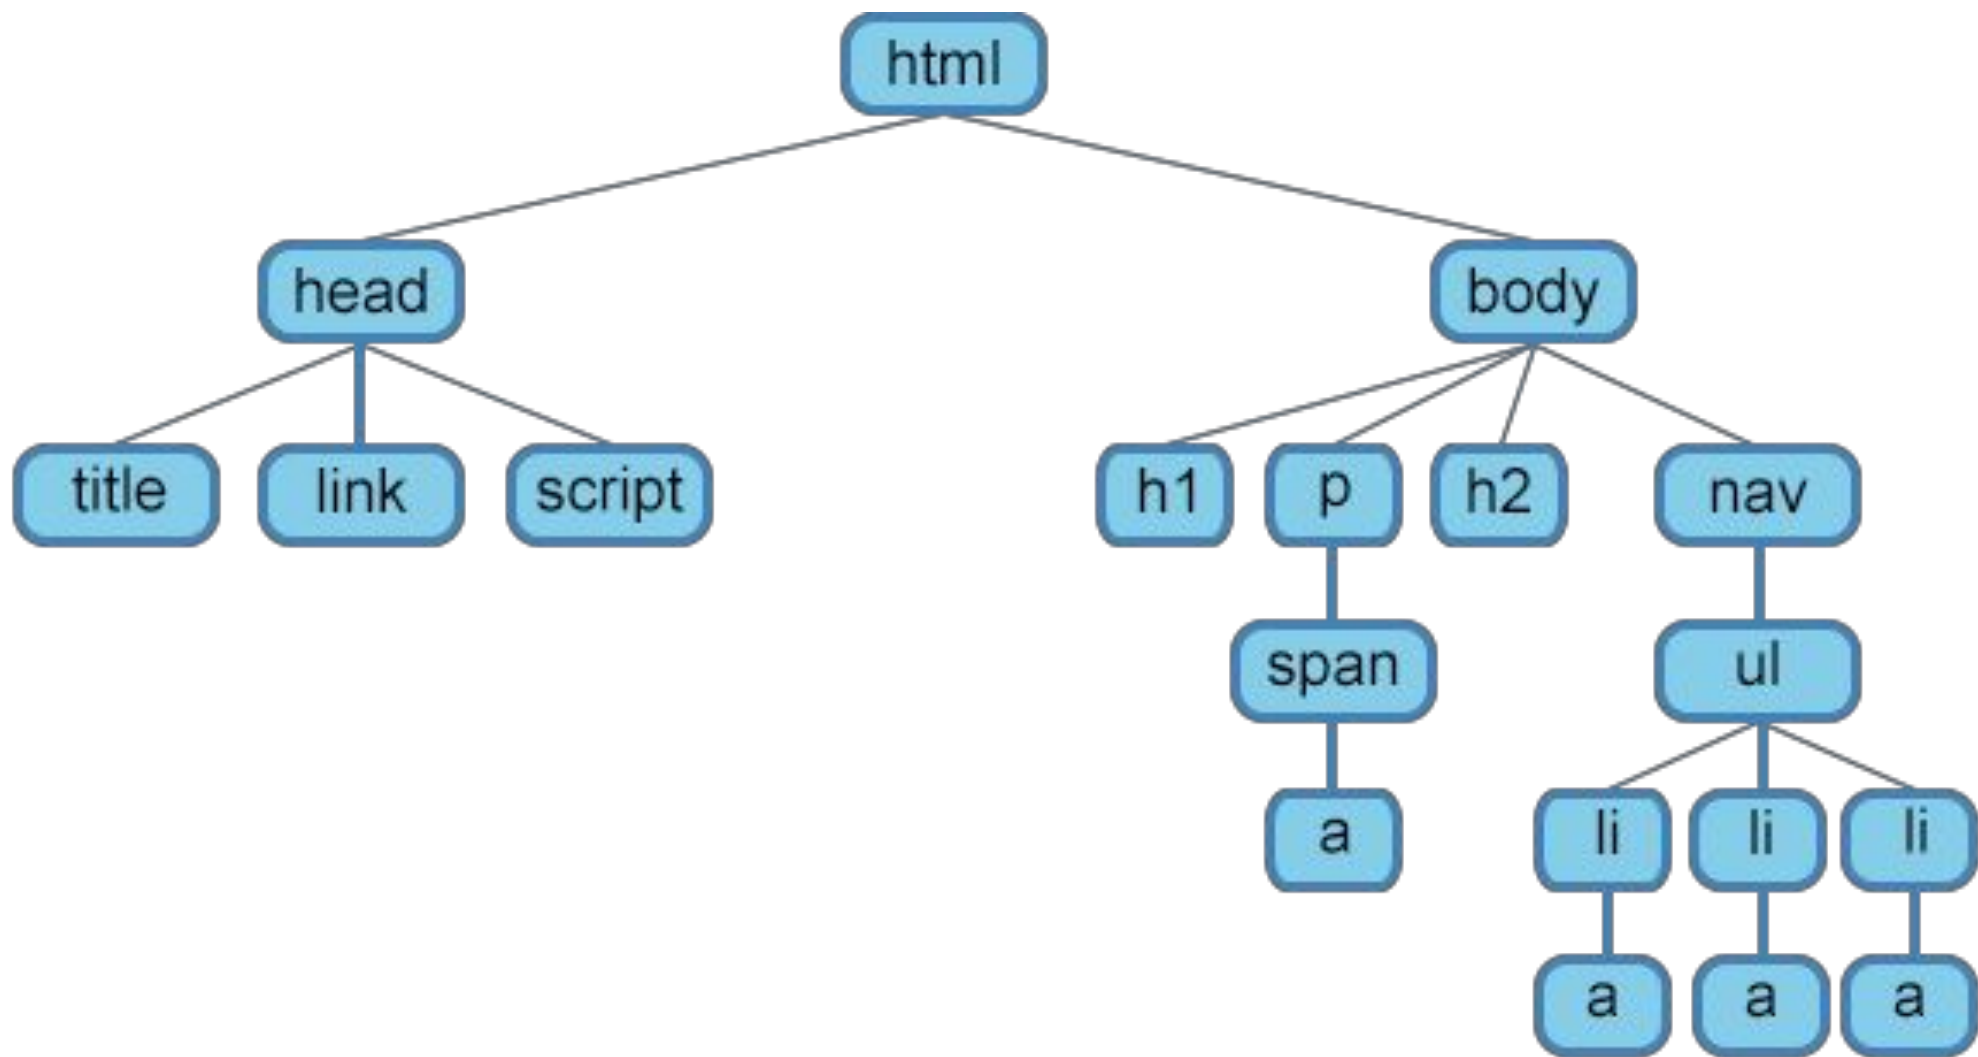 html
head
body
title
link
script
h1
p
h2
nav
span
ul
a
li
li
li
a
a
a